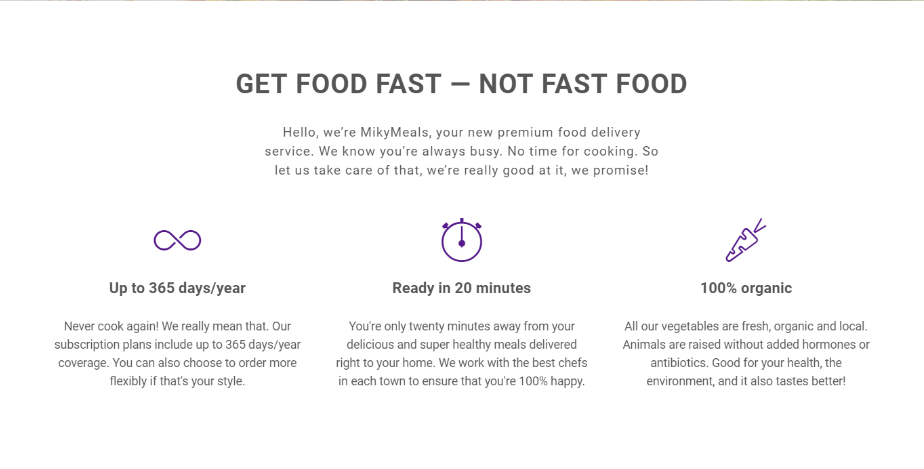 GET FOOD FAST — NOT FAST FOOD
Hello, we’re MikyMeals, your new premium food delivery
service. We know you’re always busy. No time for cooking. So
let us take care of that, we’re really good at it, we promise!
Up to 365 days/year
Never cook again! We really mean that. Our
subscription plans include up to 365 days/year
coverage. You can also choose to order more
flexibly if that's your style.
Ready in 20 minutes
You're only twenty minutes away from your
delicious and super healthy meals delivered
right to your home. We work with the best chefs
in each town to ensure that you're 100% happy.
100% organic
All our vegetables are fresh, organic and local.
Animals are raised without added hormones or
antibiotics. Good for your health, the
environment, and it also tastes better!